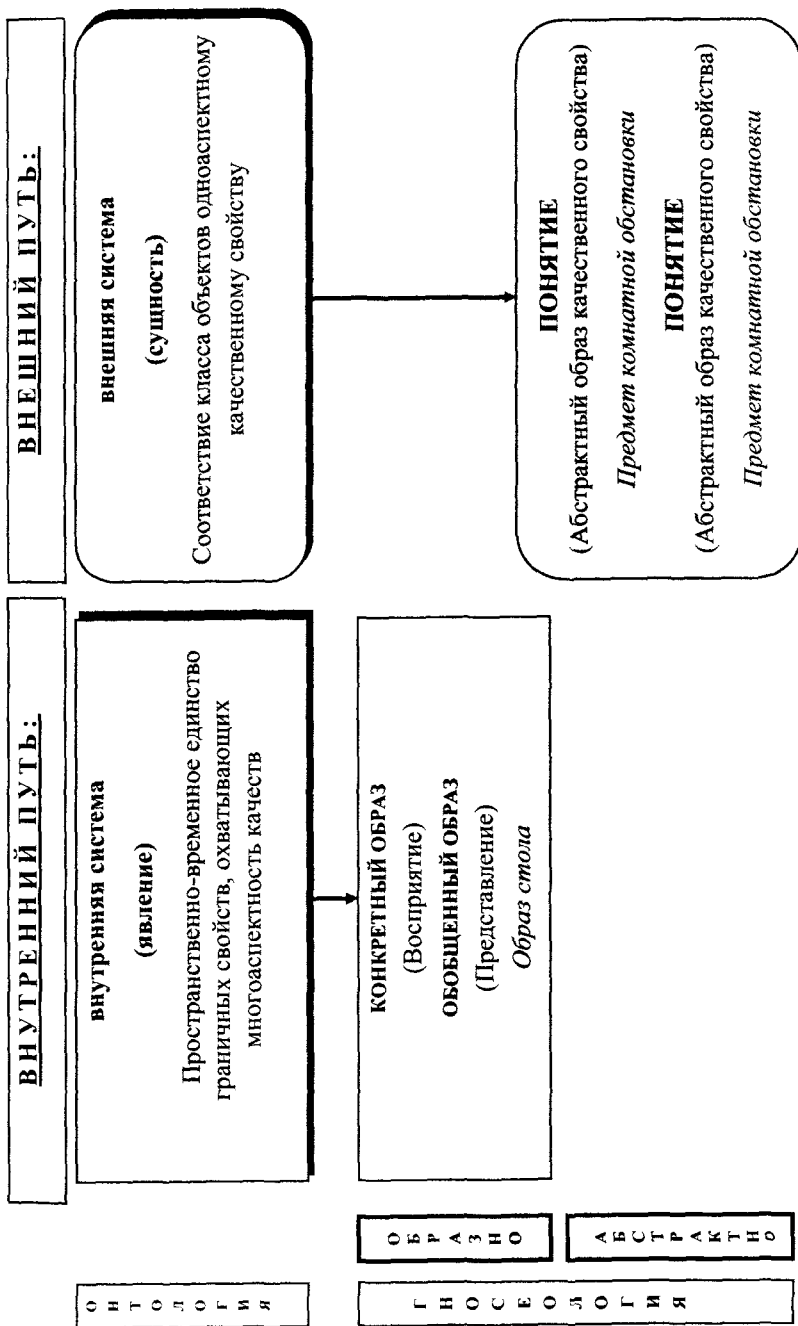 ВНУТРЕННИЙ ПУТЬ:
ВНЕШНИЙ ПУТЬ:
ОНТОЛОГИЯ
внутренняя система
(явление)
Пространственно-временное единство
граничных свойств, охватывающих
многоаспектность качеств
внешняя система
(сущность)
Соответствие класса объектов одноаспектному
качественному свойству
ГНОСЕОЛОГИЯ
ОБРАЗНО
КОНКРЕТНЫЙ ОБРАЗ
(Восприятие)
ОБОБЩЕННЫЙ ОБРАЗ
(Представление)
Образ стола
АБСТРАКТНО
ПОНЯТИЕ
(Абстрактный образ качественного свойства)
Предмет комнатной обстановки
ПОНЯТИЕ
(Абстрактный образ качественного свойства)
Предмет комнатной обстановки